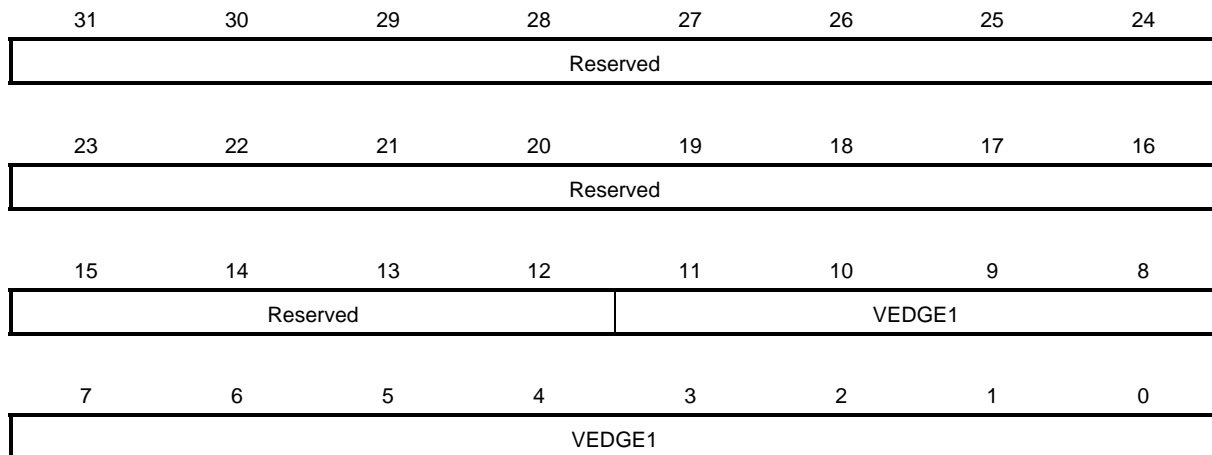 31 30 29 28 27 26 25 24
Reserved
23 22 21 20 19 18 17 16
Reserved
15 14 13 12 11 10 9 8
Reserved VEDGE1
7 6 5 4 3 2 1 0
VEDGE1